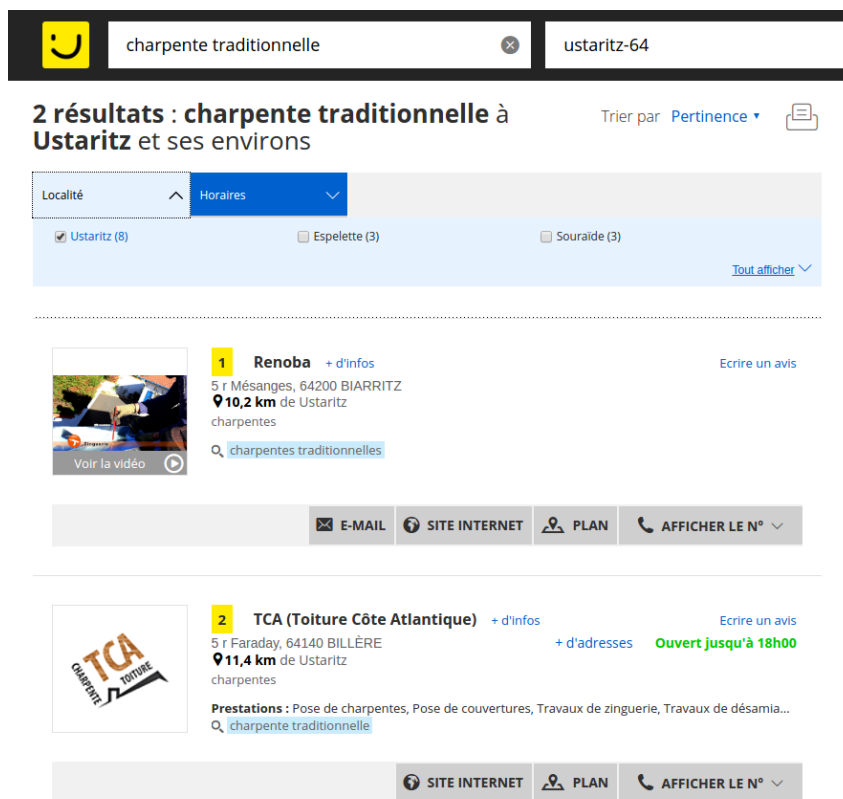 charpente traditionnelle
ustaritz-64
2 résultats : charpente traditionnelle à
Ustaritz et ses environs
Trier par Pertinence
Localité
Horaires
Ustaritz (8)
Espelette (3)
Souraïde (3)
Tout afficher
1 Renoba + d'infos
Ecrire un avis
5 r Mésanges, 64200 BIARRITZ
10,2 km de Ustaritz
charpentes
charpentes traditionnelles
Zinguerie
Voir la vidéo
E-MAIL
SITE INTERNET
PLAN
AFFICHER LE N°
2 TCA (Toiture Côte Atlantique) + d'infos
Ecrire un avis
5 r Faraday, 64140 BILLÈRE
+ d'adresses
Ouvert jusqu'à 18h00
11,4 km de Ustaritz
charpentes
Prestations : Pose de charpentes, Pose de couvertures, Travaux de zinguerie, Travaux de désamia...
charpente traditionnelle
TCA
CHARPENTE
TOITURE
SITE INTERNET
PLAN
AFFICHER LE N°